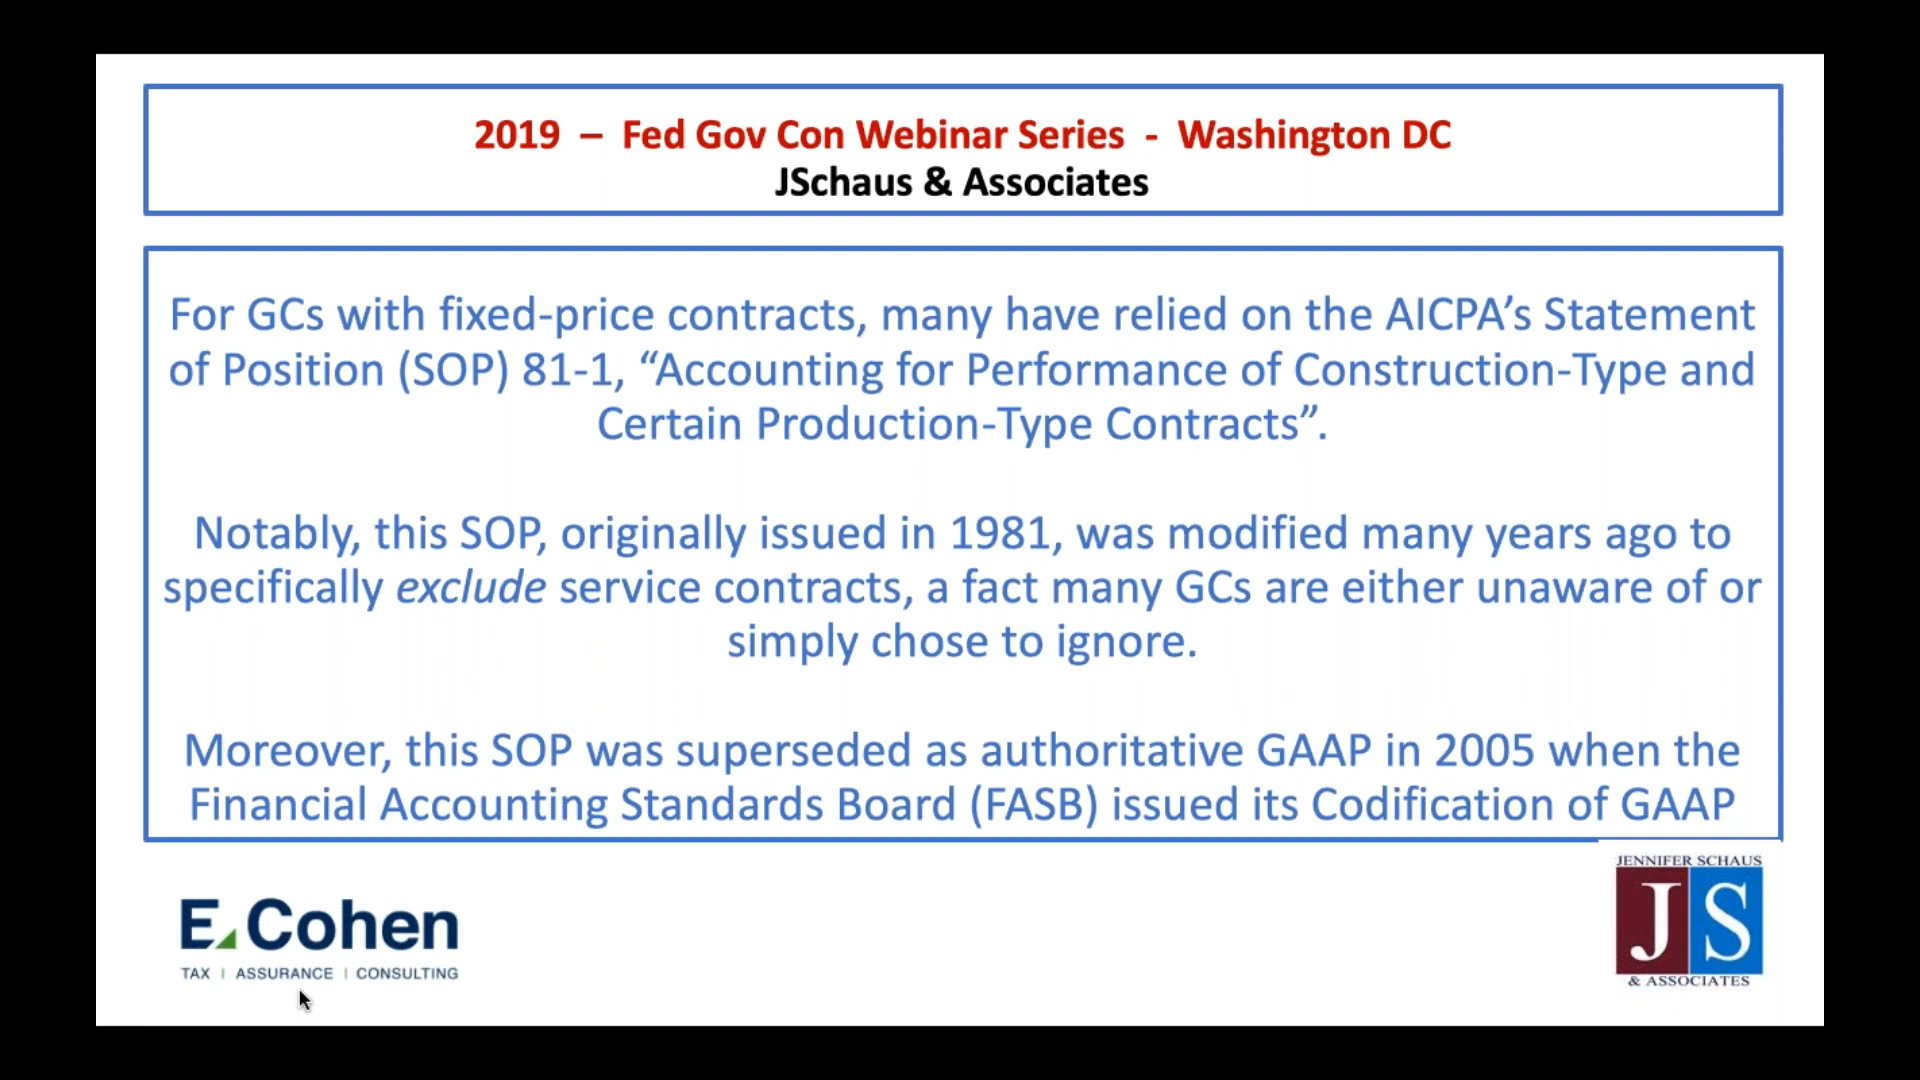 2019 – Fed Gov Con Webinar Series - Washington DC
JSchaus & Associates
For GCs with fixed-price contracts, many have relied on the AICPA’s Statement
of Position (SOP) 81-1, “Accounting for Performance of Construction-Type and
Certain Production-Type Contracts”.
Notably, this SOP, originally issued in 1981, was modified many years ago to
specifically exclude service contracts, a fact many GCs are either unaware of or
simply chose to ignore.
Moreover, this SOP was superseded as authoritative GAAP in 2005 when the
Financial Accounting Standards Board (FASB) issued its Codification of GAAP
E. Cohen
TAX | ASSURANCE | CONSULTING
JENNIFER SCHAUS
JS
& ASSOCIATES